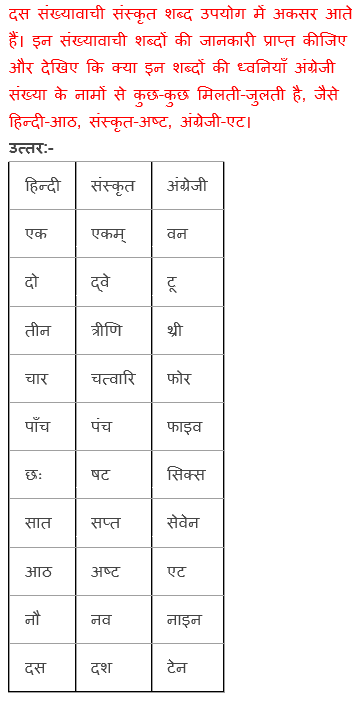 दस संख्यावाची संस्कृत शब्द उपयोग में अकसर आते
हैं। इन संख्यावाची शब्दों की जानकारी प्राप्त कीजिए
और देखिए कि क्या इन शब्दों की ध्वनियाँ अंग्रेजी
संख्या के नामों से कुछ-कुछ मिलती-जुलती है, जैसे
हिन्दी-आठ, संस्कृत-अष्ट, अंग्रेजी-एट।
उत्तर:-
हिन्दी संस्कृत अंग्रेजी
एक एकम् वन
दो द्वे टू
तीन त्रीणि थ्री
चार चत्वारि फोर
पाँच पंच फाइव
छः षट सिक्स
सात सप्त सेवेन
आठ अष्ट एट
नौ नव नाइन
दस दश टेन